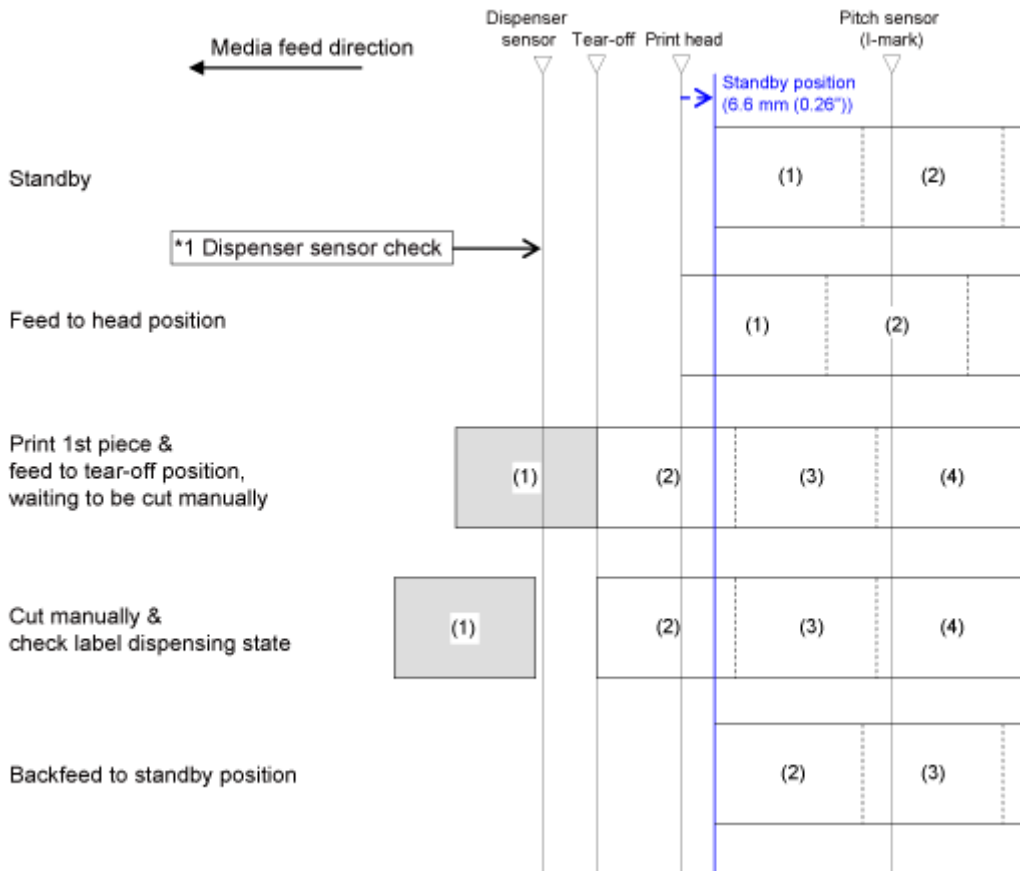 Dispenser
sensor
Tear-off
Print head
Pitch sensor
(I-mark)
Media feed direction
Standby position
(6.6 mm (0.26"))
Standby
(1)
(2)
*1 Dispenser sensor check
Feed to head position
(1)
(2)
Print 1st piece &
feed to tear-off position,
waiting to be cut manually
(1)
(2)
(3)
(4)
Cut manually &
check label dispensing state
(1)
(2)
(3)
(4)
Backfeed to standby position
(2)
(3)